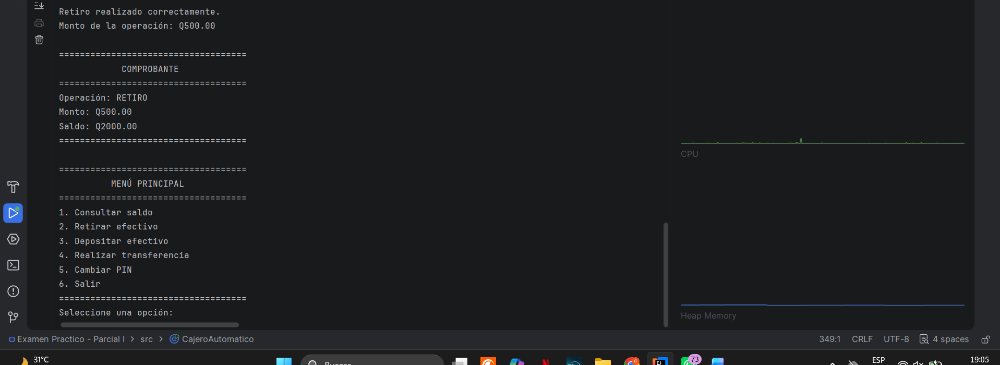 Retiro realizado correctamente.
Monto de la operación: Q500.00
====================================
COMPROBANTE
====================================
Operación: RETIRO
Monto: Q500.00
Saldo: Q2000.00
====================================
====================================
MENÚ PRINCIPAL
====================================
1. Consultar saldo
2. Retirar efectivo
3. Depositar efectivo
4. Realizar transferencia
5. Cambiar PIN
6. Salir
====================================
Seleccione una opción:
CPU
Heap Memory
Examen Practico - Parcial I > src > CajeroAutomatico
349:1 CRLF UTF-8 4 spaces
31°C
Buscar
G
73
ESP
19:05